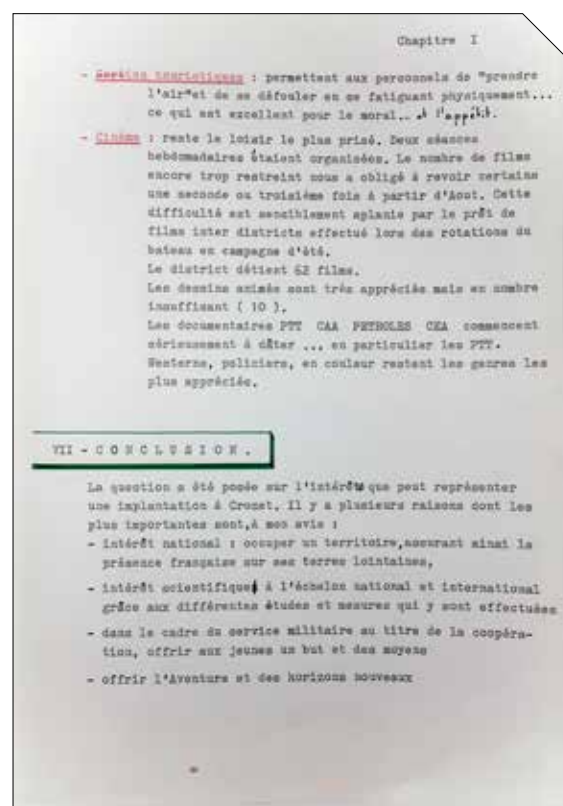 Chapitre I
- Sorties touristiques : permettent aux personnels de "prendre
l'air"et de se défouler en se fatiguant physiquement...
ce qui est excellent pour le moral.. et l'appétit.
- Cinéma : reste le loisir le plus prisé. Deux séances
hebdomadaires étaient organisées. Le nombre de films
encore trop restreint nous a obligé à revoir certains
une seconde ou troisième fois à partir d'Aout. Cette
difficulté est sensiblement aplanie par le prêt de
films inter districts effectué lors des rotations du
bateau en campagne d'été.
Le district détient 62 films.
Les dessins animés sont très appréciés mais en nombre
insuffisant ( 10 ).
Les documentaires PTT CAA PETROLES CEA commencent
sérieusement à dâter ... en particulier les PTT.
Westerns, policiers, en couleur restent les genres les
plus appréciés.
VII - CONCLUSION.
La question a été posée sur l'intérêt que peut représenter
une implantation à Crozet. Il y a plusieurs raisons dont les
plus importantes sont,à mon avis :
- intérêt national : occuper un territoire,assurant ainsi la
présence française sur ses terres lointaines,
- intérêt scientifique à l'échelon national et international
grâce aux différentes études et mesures qui y sont effectuées
- dans le cadre du service militaire au titre de la coopéra-
tion, offrir aux jeunes un but et des moyens
- offrir l'Aventure et des horizons nouveaux